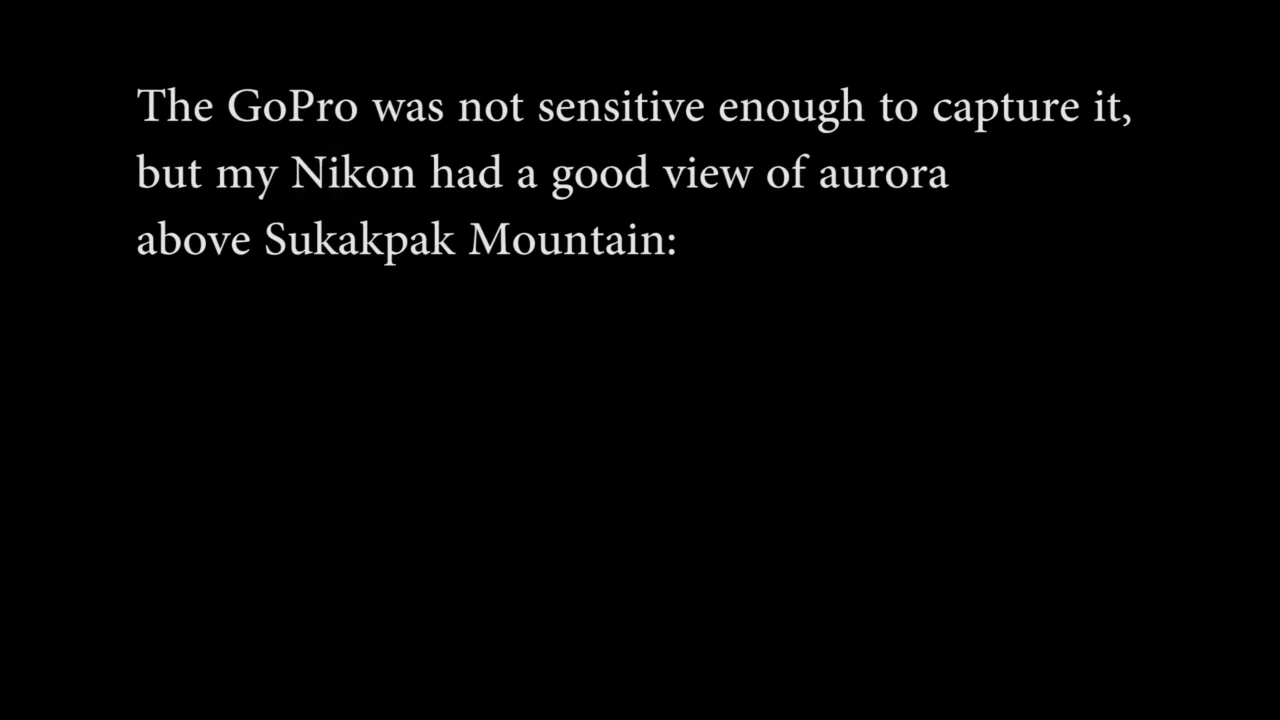 The GoPro was not sensitive enough to capture it,
but my Nikon had a good view of aurora
above Sukakpak Mountain: